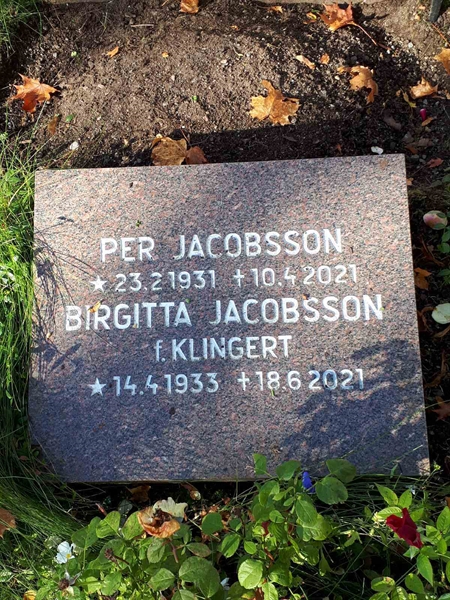 PER JACOBSSON
★ 23.2 1931 ✝ 10.4 2021
BIRGITTA JACOBSSON
f. KLINGERT
★ 14.4 1933 ✝ 18.6 2021